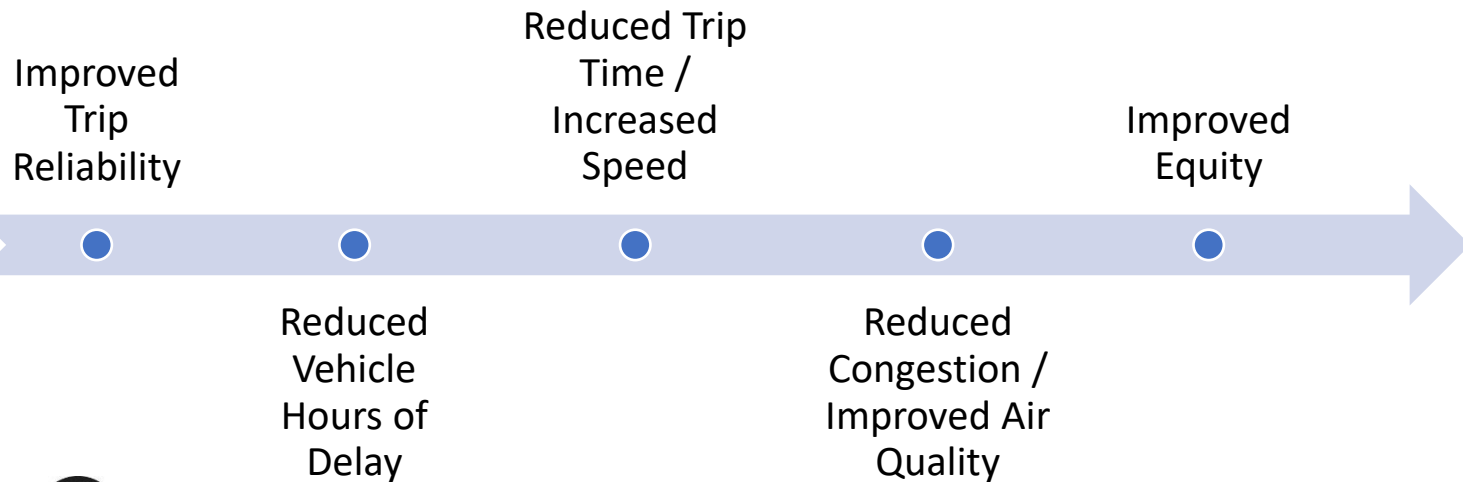 Improved
Trip
Reliability
Reduced
Vehicle
Hours of
Delay
Reduced Trip
Time /
Increased
Speed
Reduced
Congestion /
Improved Air
Quality
Improved
Equity